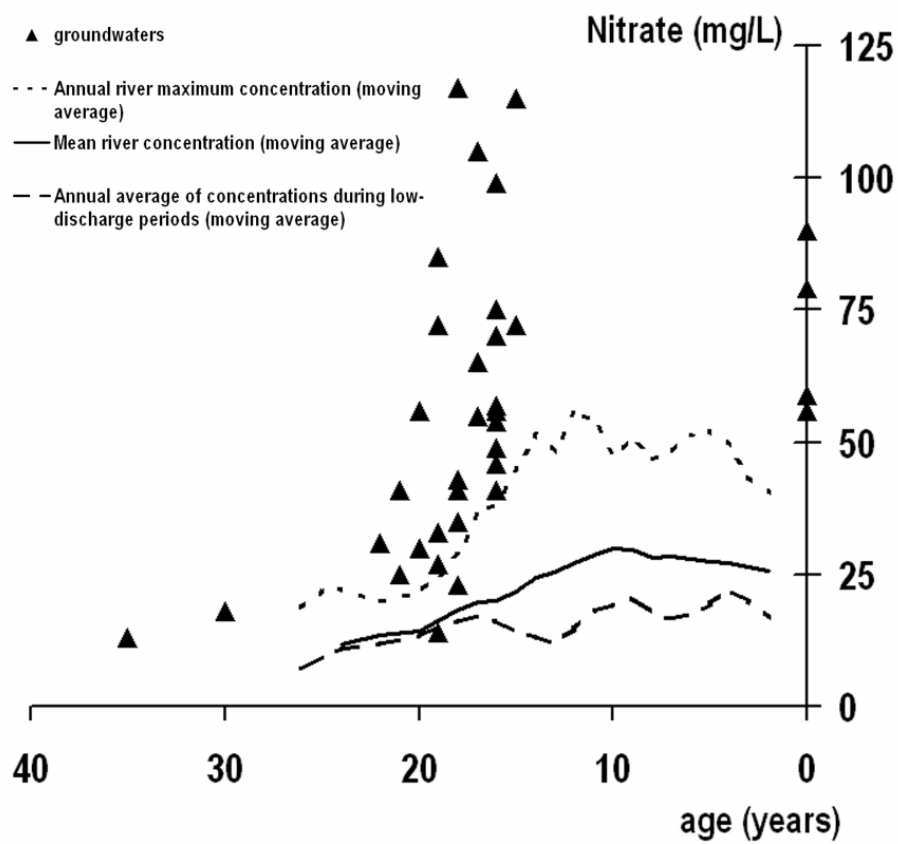 Nitrate (mg/L)
groundwaters
Annual river maximum concentration (moving
average)
Mean river concentration (moving average)
Annual average of concentrations during low-
discharge periods (moving average)
125
100
75
50
25
0
40 30 20 10 0
age (years)